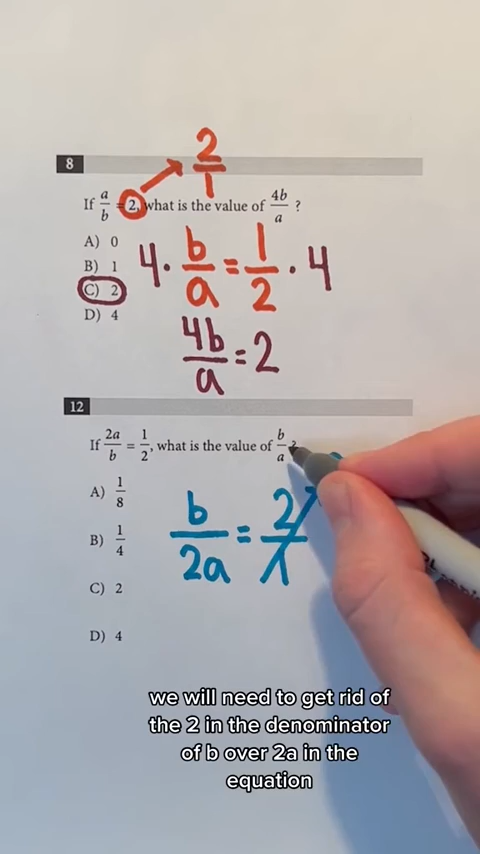 2
1
8
If a/b = 2, what is the value of 4b/a ?
A) 0
B) 1
C) 2
D) 4
4 · b/a = 1/2 · 4
4b/a = 2
12
If 2a/b = 1/2, what is the value of b/a ?
A) 1/8
B) 1/4
C) 2
D) 4
b/2a = 2/1
we will need to get rid of
the 2 in the denominator
of b over 2a in the
equation